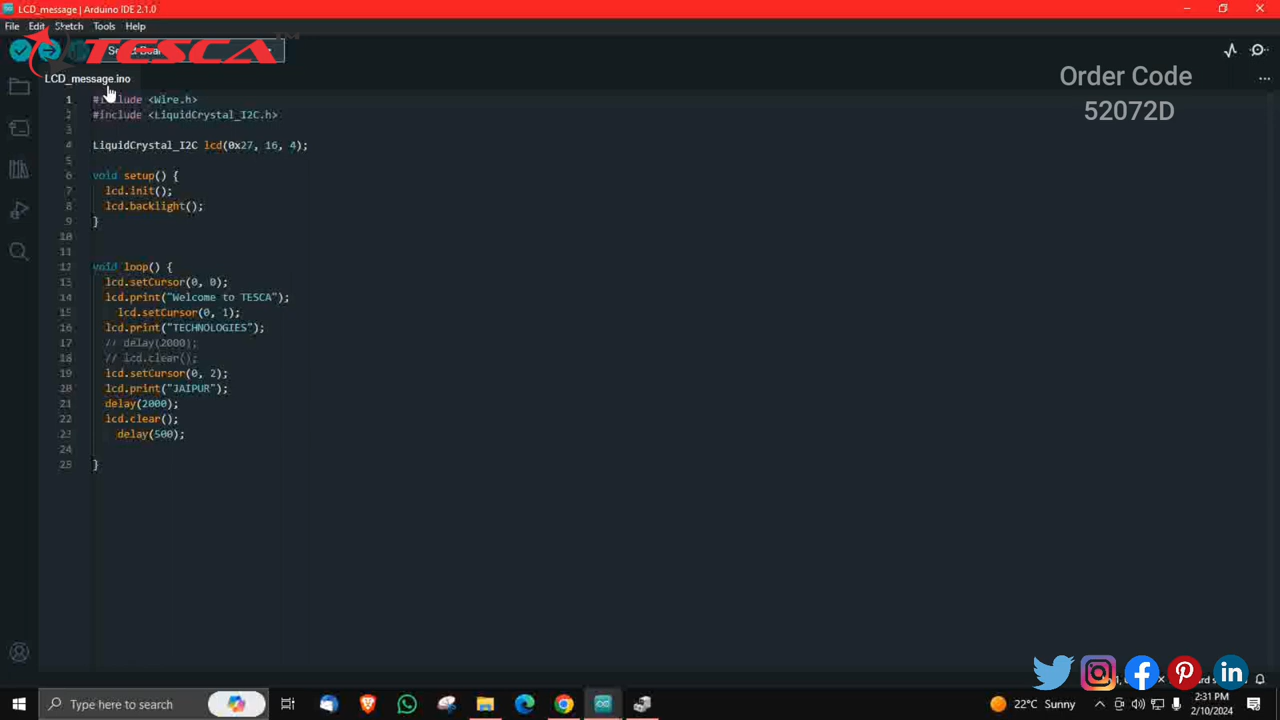 LCD_message | Arduino IDE 2.1.0
File Edit Sketch Tools Help
TESCA
LCD_message.ino
Order Code
52072D
1 #include <Wire.h>
2 #include <LiquidCrystal_I2C.h>
3
4 LiquidCrystal_I2C lcd(0x27, 16, 4);
5
6 void setup() {
7 lcd.init();
8 lcd.backlight();
9 }
10
11
12 void loop() {
13 lcd.setCursor(0, 0);
14 lcd.print("Welcome to TESCA");
15 lcd.setCursor(0, 1);
16 lcd.print("TECHNOLOGIES");
17 // delay(2000);
18 // lcd.clear();
19 lcd.setCursor(0, 2);
20 lcd.print("JAIPUR");
21 delay(2000);
22 lcd.clear();
23 delay(500);
24
25 }
Type here to search
22°C Sunny
2:31 PM
2/10/2024